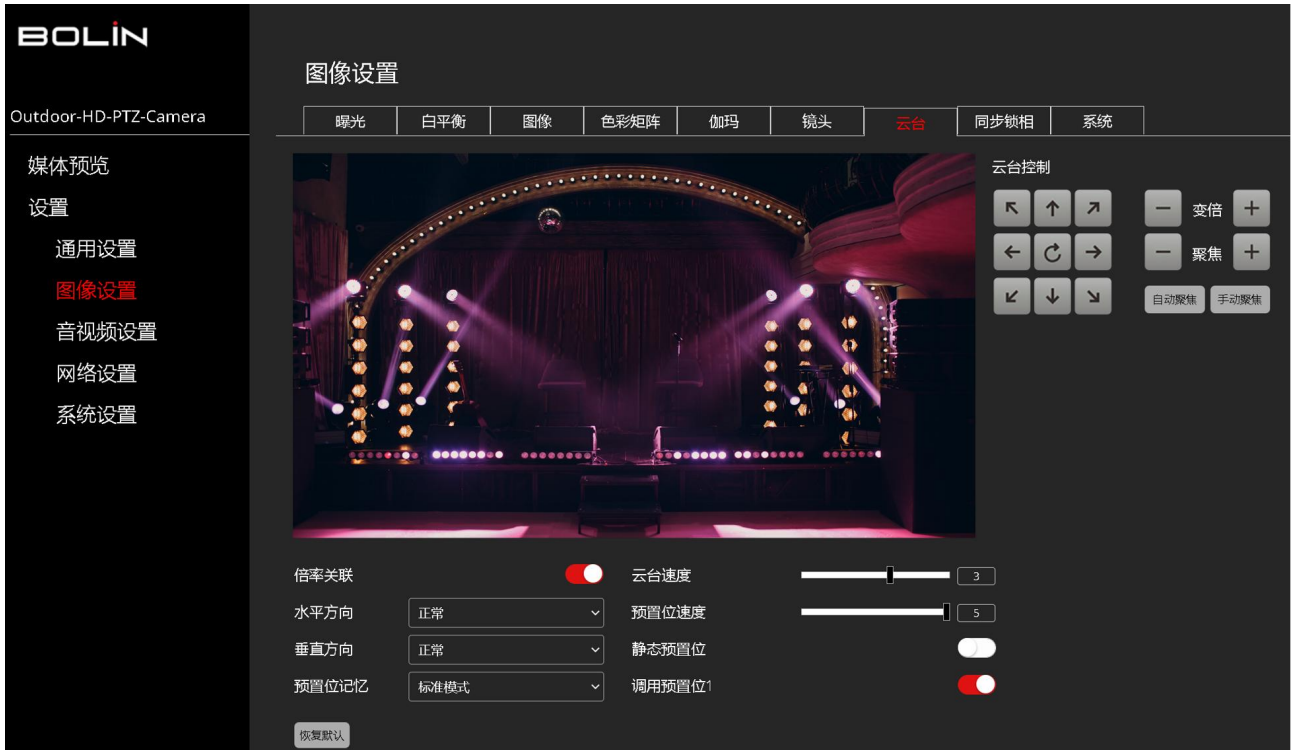 BOLIN
Outdoor-HD-PTZ-Camera
媒体预览
设置
通用设置
图像设置
音视频设置
网络设置
系统设置
图像设置
曝光 白平衡 图像 色彩矩阵 伽玛 镜头 云台 同步锁相 系统
云台控制
变倍
聚焦
自动聚焦 手动聚焦
倍率关联 云台速度 3
水平方向 正常 预置位速度 5
垂直方向 正常 静态预置位
预置位记忆 标准模式 调用预置位1
恢复默认